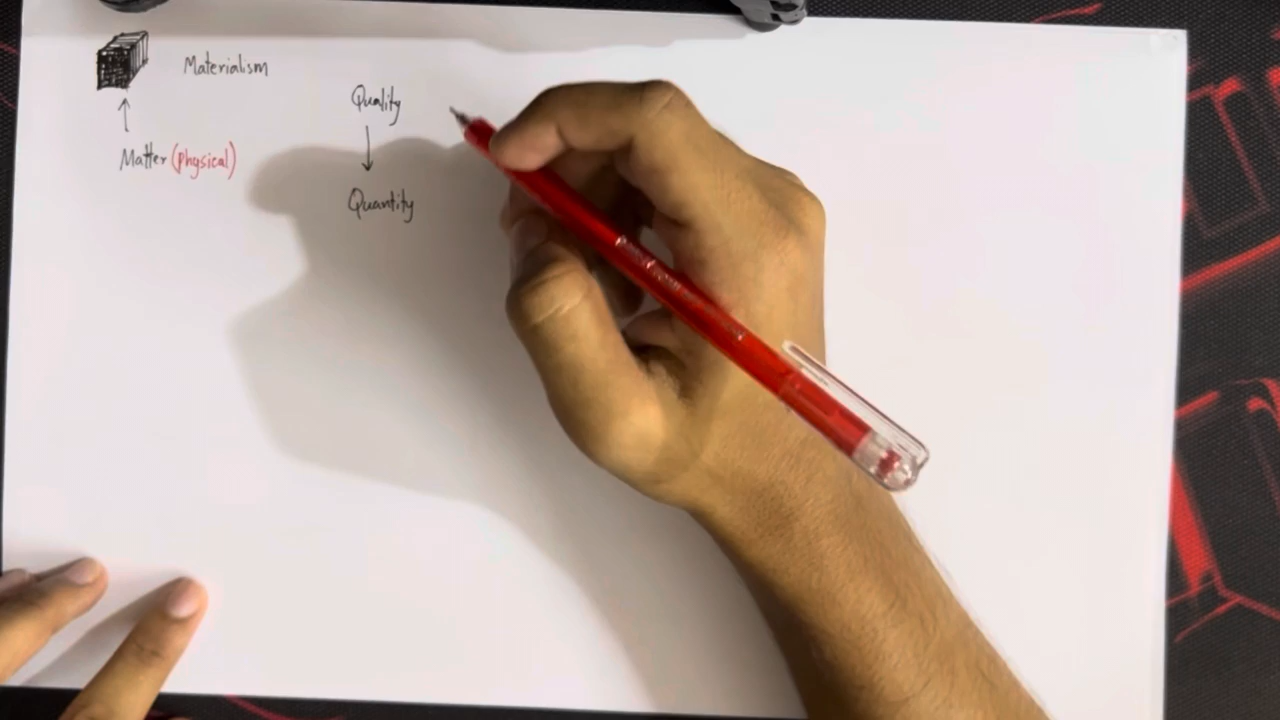 Materialism
Matter (physical)
Quality
Quantity